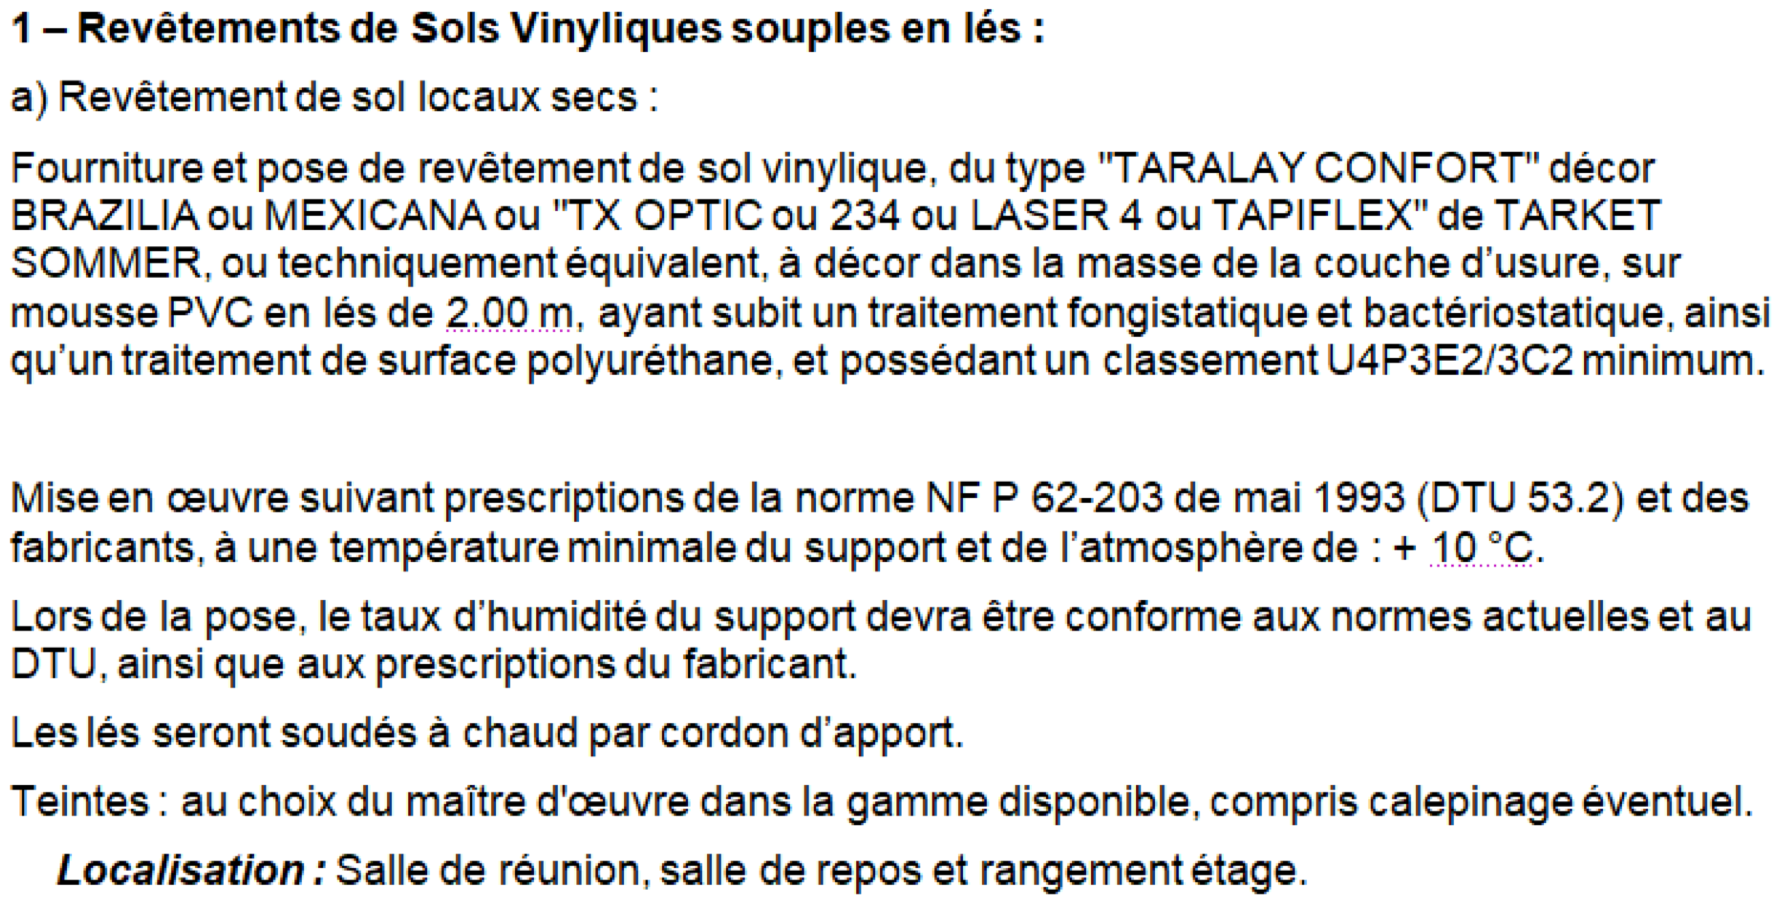 1 – Revêtements de Sols Vinyliques souples en lés :
a) Revêtement de sol locaux secs :
Fourniture et pose de revêtement de sol vinylique, du type "TARALAY CONFORT" décor
BRAZILIA ou MEXICANA ou "TX OPTIC ou 234 ou LASER 4 ou TAPIFLEX" de TARKET
SOMMER, ou techniquement équivalent, à décor dans la masse de la couche d’usure, sur
mousse PVC en lés de 2.00 m, ayant subit un traitement fongistatique et bactériostatique, ainsi
qu’un traitement de surface polyuréthane, et possédant un classement U4P3E2/3C2 minimum.
Mise en œuvre suivant prescriptions de la norme NF P 62-203 de mai 1993 (DTU 53.2) et des
fabricants, à une température minimale du support et de l’atmosphère de : + 10 °C.
Lors de la pose, le taux d’humidité du support devra être conforme aux normes actuelles et au
DTU, ainsi que aux prescriptions du fabricant.
Les lés seront soudés à chaud par cordon d’apport.
Teintes : au choix du maître d'œuvre dans la gamme disponible, compris calepinage éventuel.
Localisation : Salle de réunion, salle de repos et rangement étage.